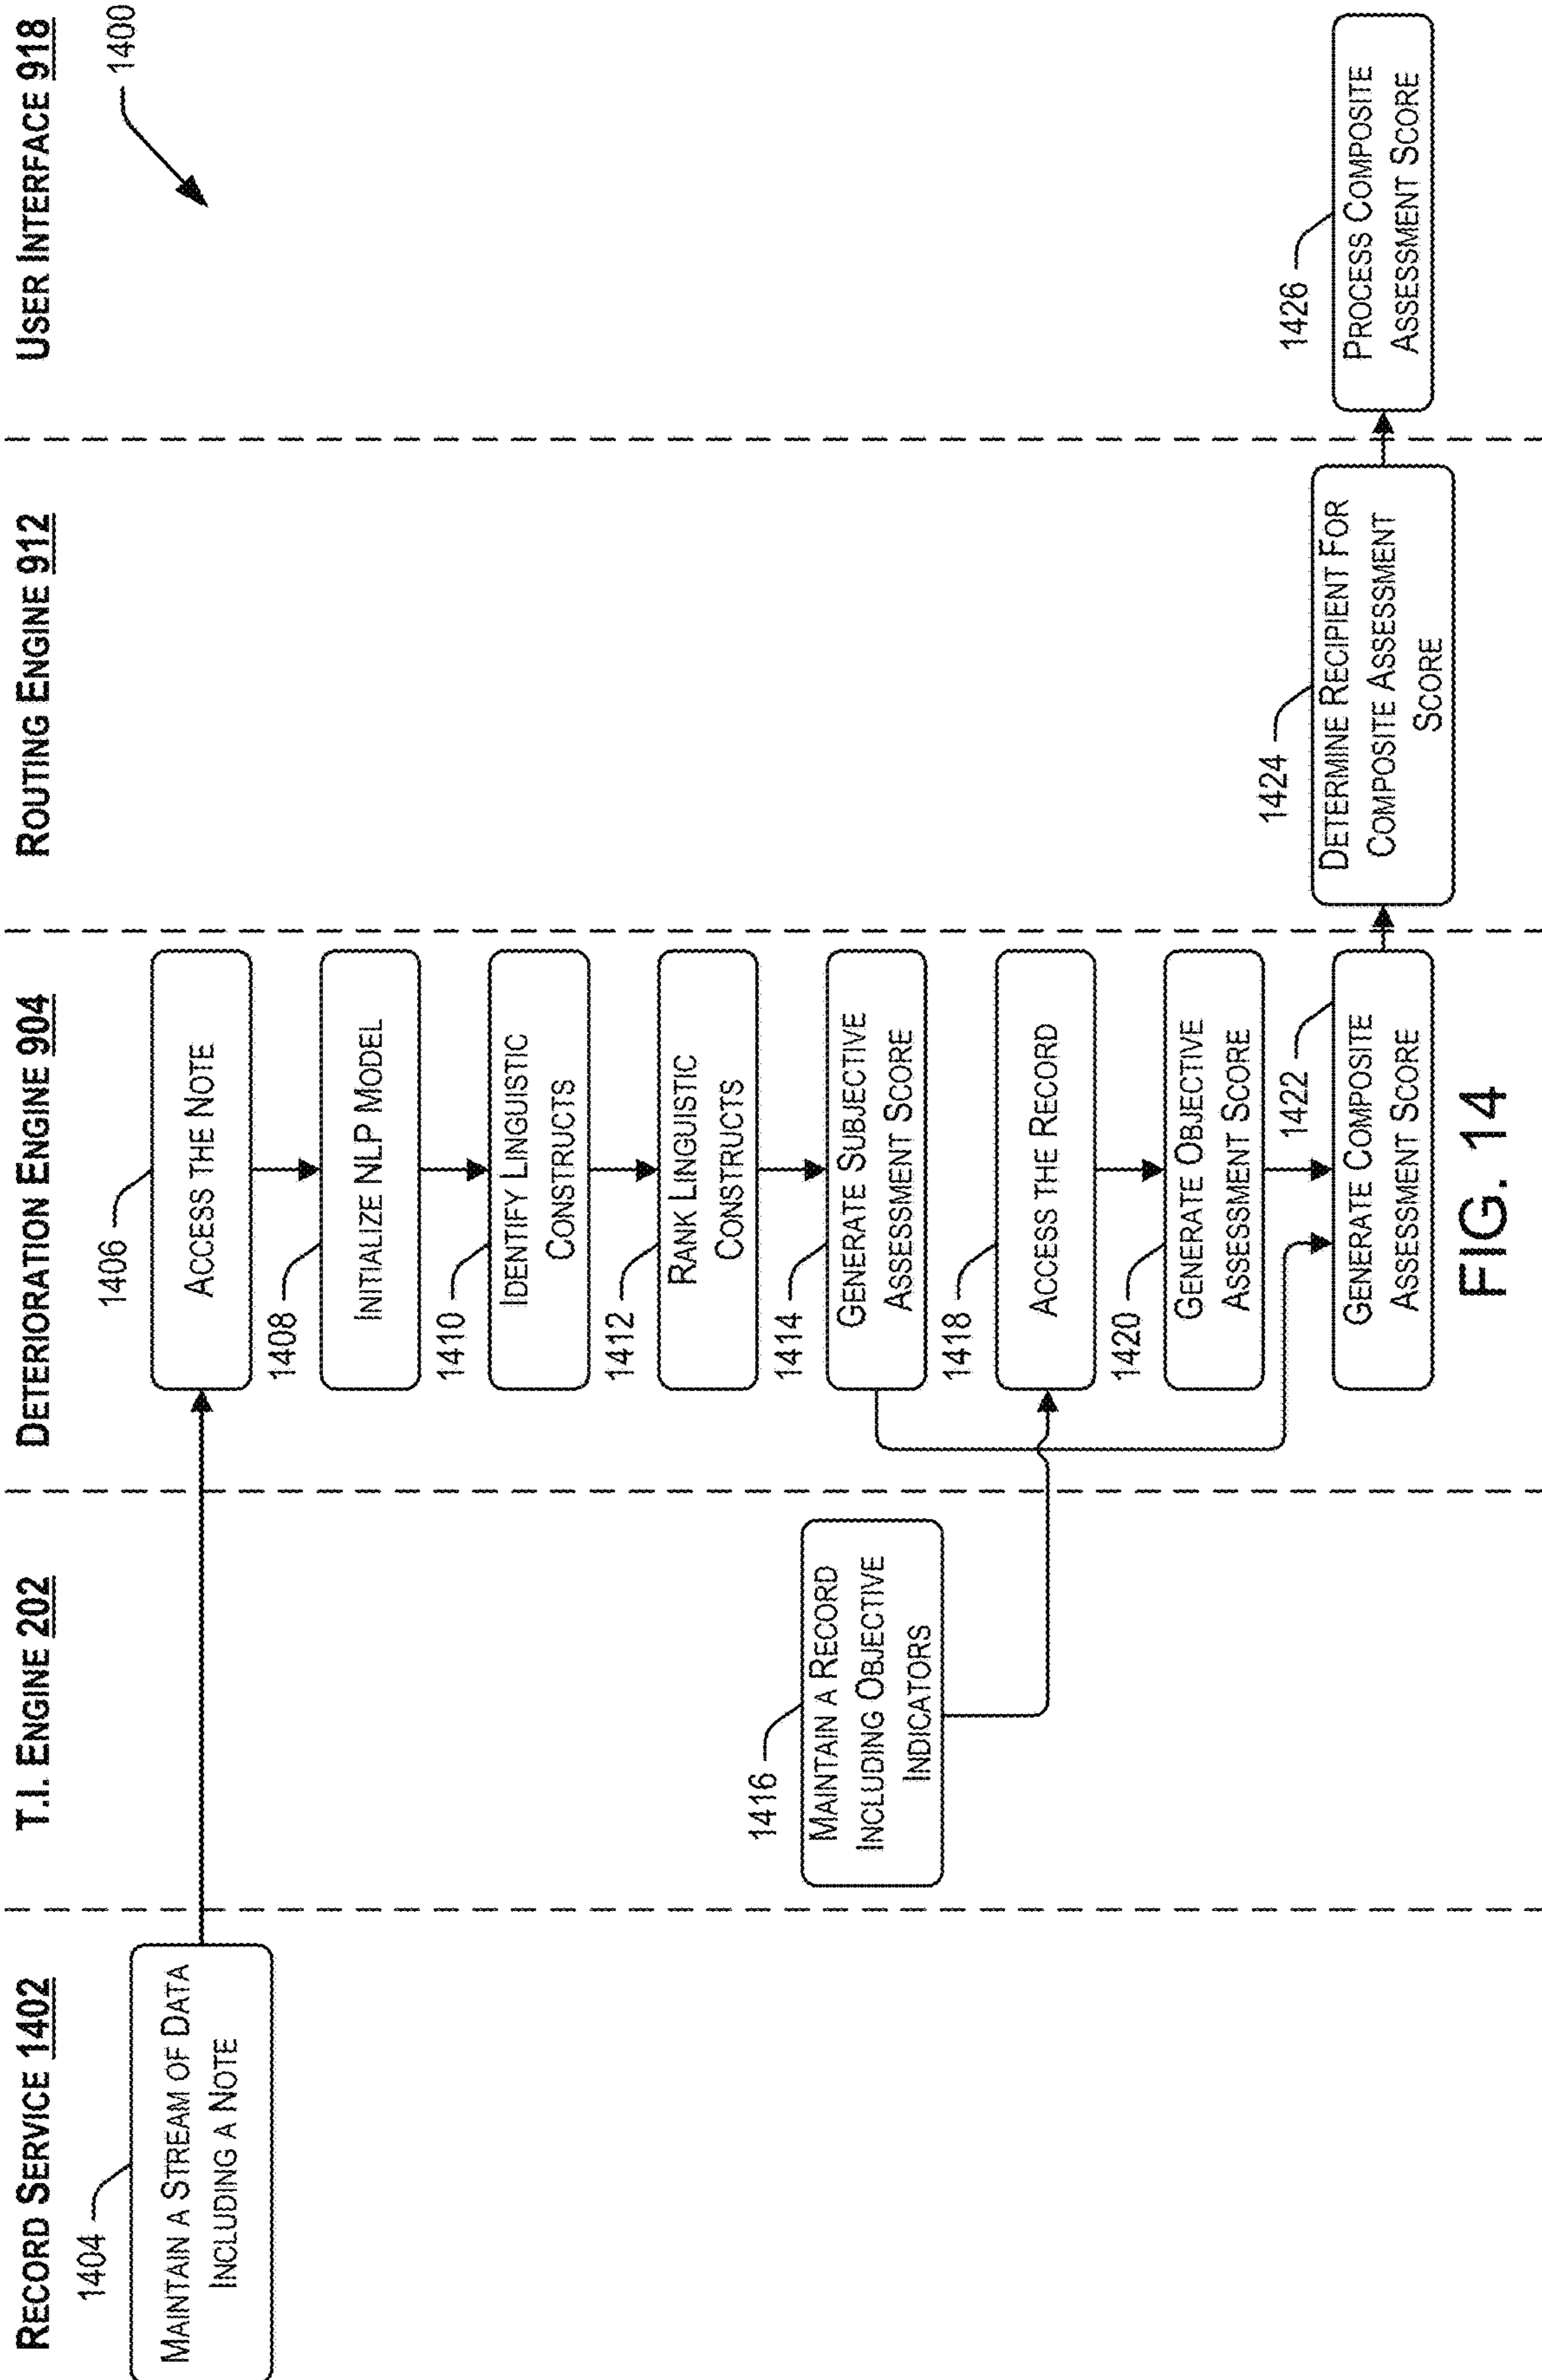 RECORD SERVICE 1402
T.I. ENGINE 202
DETERIORATION ENGINE 904
ROUTING ENGINE 912
USER INTERFACE 918
1400
1404
MAINTAIN A STREAM OF DATA
INCLUDING A NOTE
1406
ACCESS THE NOTE
1408
INITIALIZE NLP MODEL
1410
IDENTIFY LINGUISTIC
CONSTRUCTS
1412
RANK LINGUISTIC
CONSTRUCTS
1414
GENERATE SUBJECTIVE
ASSESSMENT SCORE
1416
MAINTAIN A RECORD
INCLUDING OBJECTIVE
INDICATORS
1418
ACCESS THE RECORD
1420
GENERATE OBJECTIVE
ASSESSMENT SCORE
1422
GENERATE COMPOSITE
ASSESSMENT SCORE
1424
DETERMINE RECIPIENT FOR
COMPOSITE ASSESSMENT
SCORE
1426
PROCESS COMPOSITE
ASSESSMENT SCORE
FIG. 14